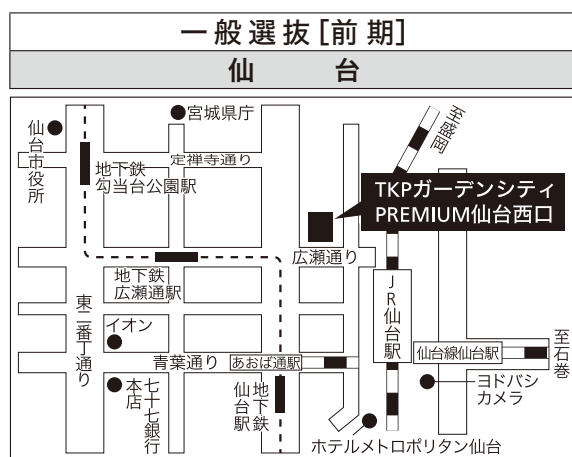 一般選抜［前期］
仙台
仙台市役所
宮城県庁
至盛岡
地下鉄
勾当台公園駅
定禅寺通り
TKPガーデンシティ
PREMIUM仙台西口
広瀬通り
地下鉄
広瀬通駅
JR仙台駅
東二番丁通り
イオン
青葉通り
あおば通駅
仙台線仙台駅
至石巻
七十七銀行
本店
地下鉄
仙台駅
ヨドバシ
カメラ
ホテルメトロポリタン仙台